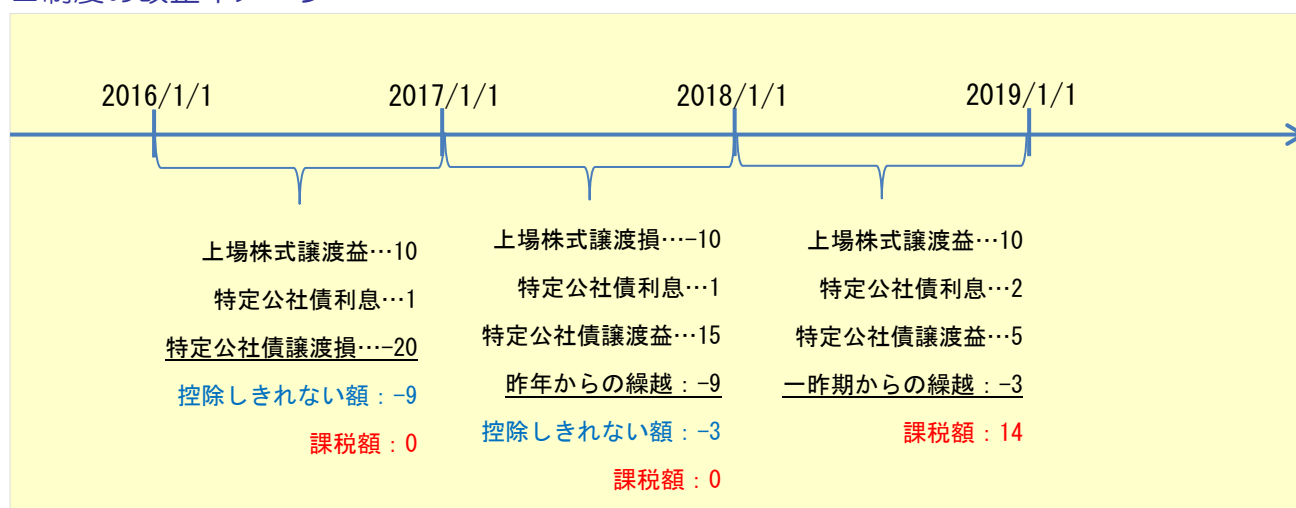 2016/1/1
2017/1/1
2018/1/1
2019/1/1
上場株式譲渡益…10
特定公社債利息…1
特定公社債譲渡損…-20
控除しきれない額：-9
課税額：0
上場株式譲渡損…-10
特定公社債利息…1
特定公社債譲渡益…15
昨年からの繰越：-9
控除しきれない額：-3
課税額：0
上場株式譲渡益…10
特定公社債利息…2
特定公社債譲渡益…5
一昨期からの繰越：-3
課税額：14